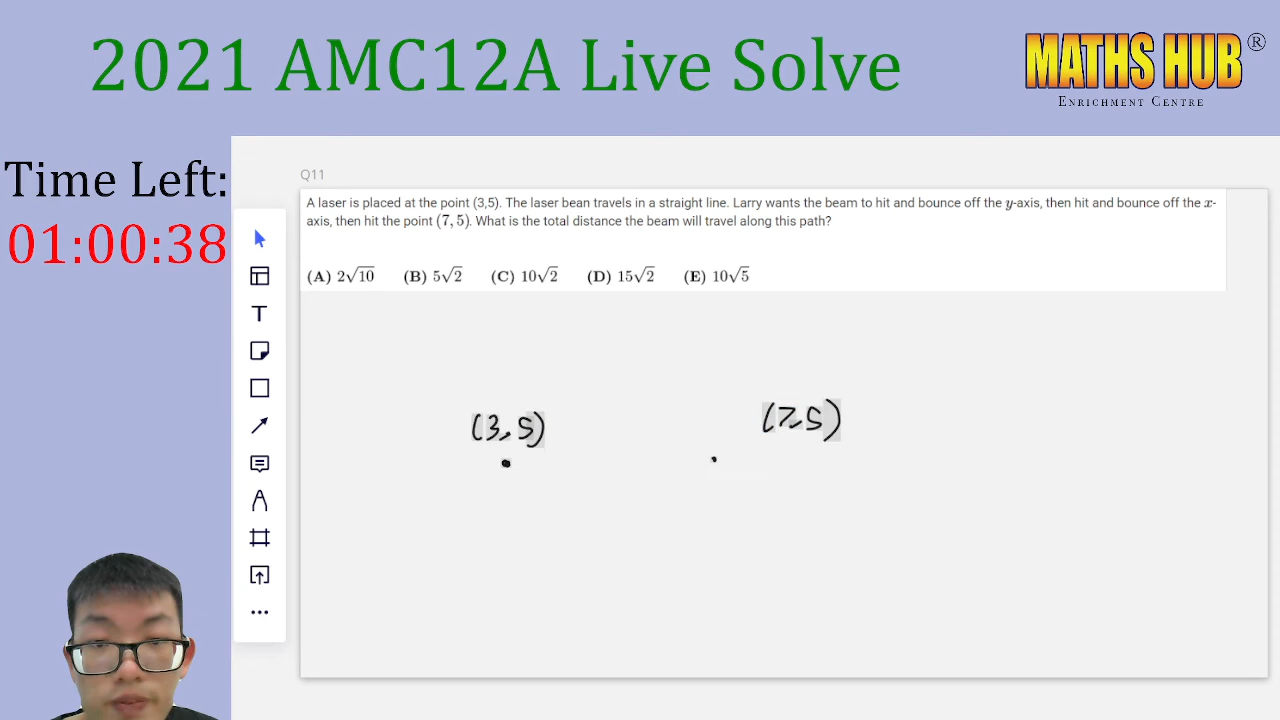 2021 AMC12A Live Solve
MATHS HUB®
ENRICHMENT CENTRE
Time Left:
01:00:38
Q11
A laser is placed at the point (3,5). The laser bean travels in a straight line. Larry wants the beam to hit and bounce off the y-axis, then hit and bounce off the x-
axis, then hit the point (7, 5). What is the total distance the beam will travel along this path?
(A) 2√10 (B) 5√2 (C) 10√2 (D) 15√2 (E) 10√5
(3,5) (7,5)
T